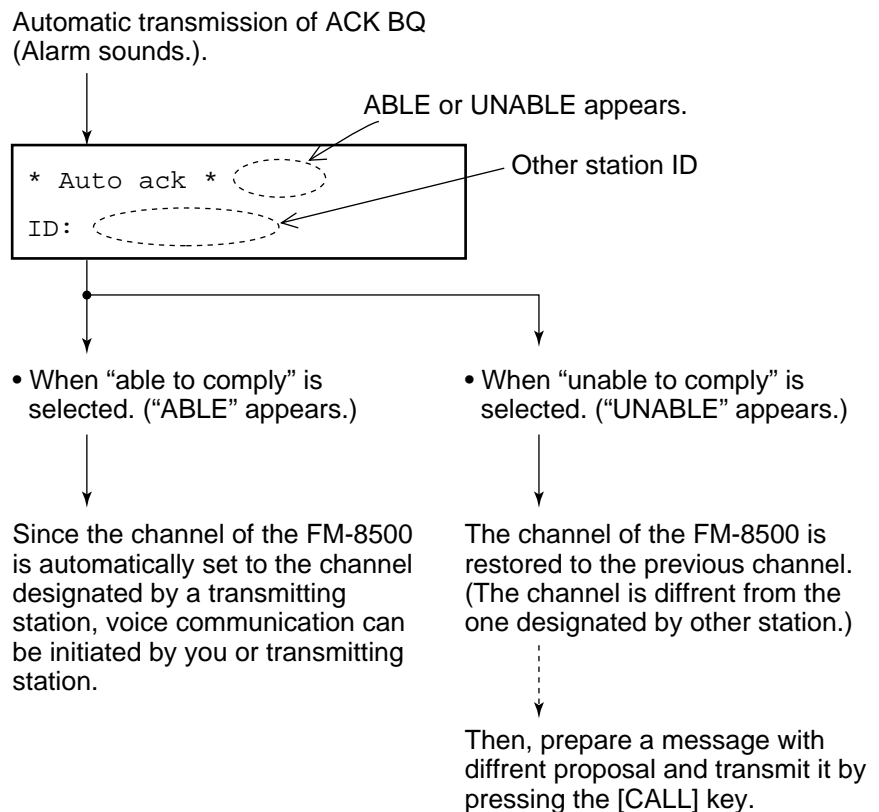 Automatic transmission of ACK BQ
(Alarm sounds.).
ABLE or UNABLE appears.
Other station ID
* Auto ack *
ID:
• When “able to comply” is
selected. (“ABLE” appears.)
Since the channel of the FM-8500
is automatically set to the channel
designated by a transmitting
station, voice communication can
be initiated by you or transmitting
station.
• When “unable to comply” is
selected. (“UNABLE” appears.)
The channel of the FM-8500 is
restored to the previous channel.
(The channel is diffrent from the
one designated by other station.)
Then, prepare a message with
diffrent proposal and transmit it by
pressing the [CALL] key.